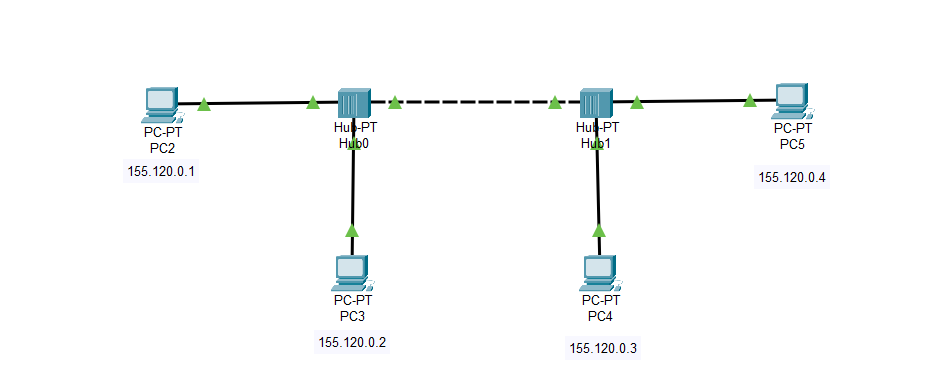 PC-PT
PC2
155.120.0.1
Hub-PT
Hub0
Hub-PT
Hub1
PC-PT
PC5
155.120.0.4
PC-PT
PC3
155.120.0.2
PC-PT
PC4
155.120.0.3